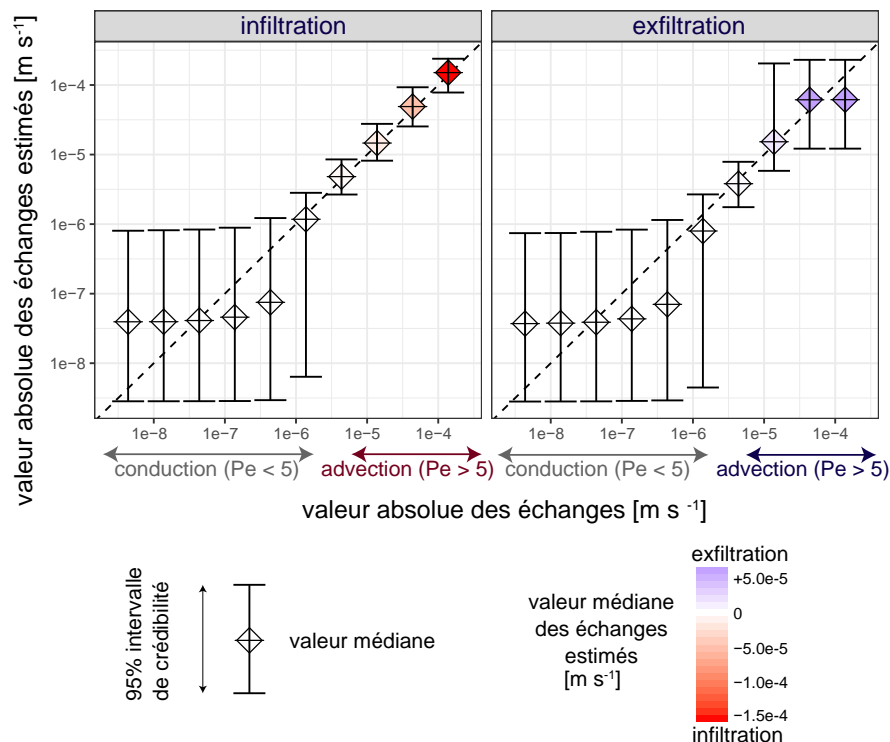 infiltration
exfiltration
valeur absolue des échanges estimés [m s⁻¹]
1e-4
1e-5
1e-6
1e-7
1e-8
1e-8
1e-7
1e-6
1e-5
1e-4
1e-8
1e-7
1e-6
1e-5
1e-4
conduction (Pe < 5)
advection (Pe > 5)
conduction (Pe < 5)
advection (Pe > 5)
valeur absolue des échanges [m s -1]
95% intervalle
de crédibilité
valeur médiane
valeur médiane
des échanges
estimés
[m s-1]
exfiltration
+5.0e-5
0
−5.0e-5
−1.0e-4
−1.5e-4
infiltration